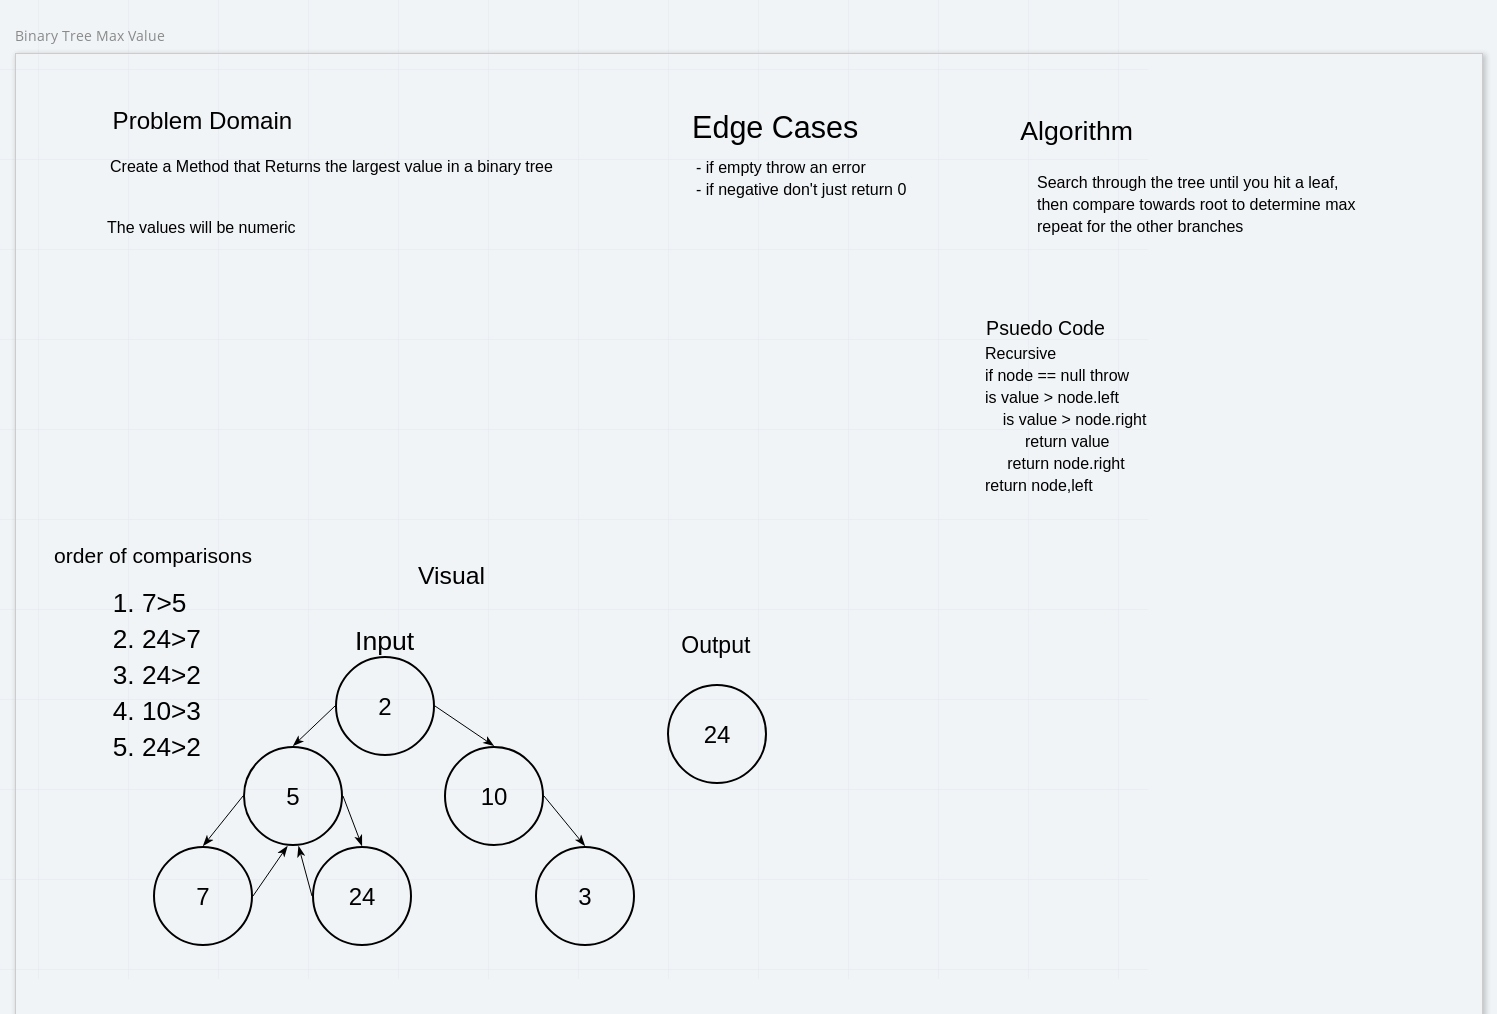 Binary Tree Max Value
Problem Domain
Create a Method that Returns the largest value in a binary tree
The values will be numeric
Edge Cases
- if empty throw an error
- if negative don't just return 0
Algorithm
Search through the tree until you hit a leaf,
then compare towards root to determine max
repeat for the other branches
Psuedo Code
Recursive
if node == null throw
is value > node.left
is value > node.right
return value
return node.right
return node,left
order of comparisons
1. 7>5
2. 24>7
3. 24>2
4. 10>3
5. 24>2
Visual
Input
2
5
10
7
24
3
Output
24